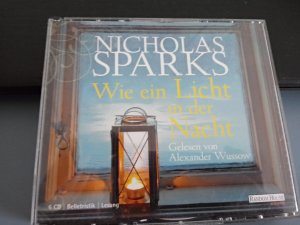 NICHOLAS
SPARKS
Wie ein Licht
in der
Nacht
Gelesen von
Alexander Wussow
6 CD | Belletristik | Lesung
RANDOM HOUSE